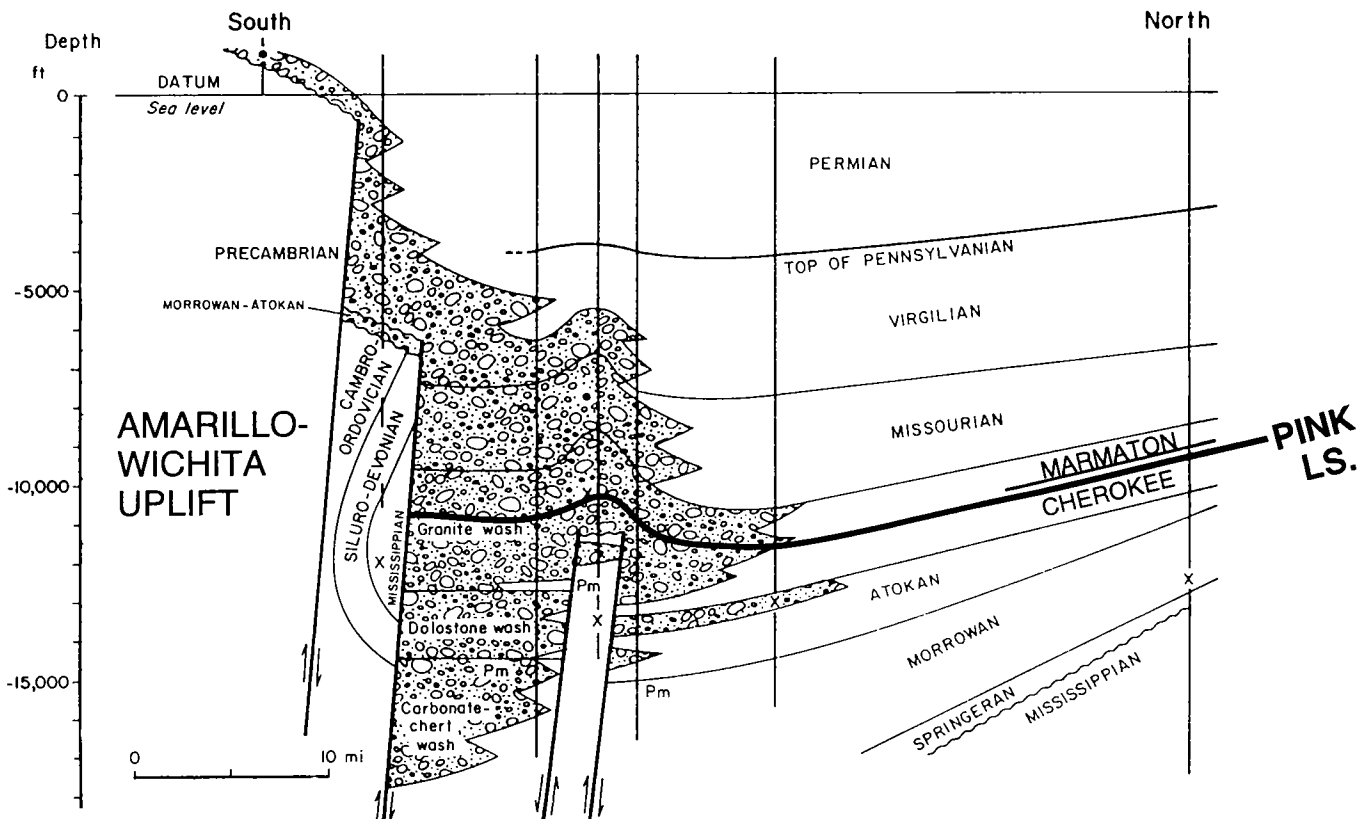 South
North
Depth
ft
DATUM
Sea level
0
PERMIAN
PRECAMBRIAN
TOP OF PENNSYLVANIAN
-5000
MORROWAN-ATOKAN
VIRGILIAN
CAMBRO-
ORDOVICIAN
SILURO-DEVONIAN
MISSISSIPPIAN
AMARILLO-
WICHITA
UPLIFT
MISSOURIAN
MARMATON
CHEROKEE
PINK
LS.
-10,000
Granite wash
Pm
ATOKAN
Dolostone wash
MORROWAN
Pm
-15,000
Pm
Carbonate-
chert
wash
SPRINGERAN
MISSISSIPPIAN
0 10 mi
X
X
X
X
X